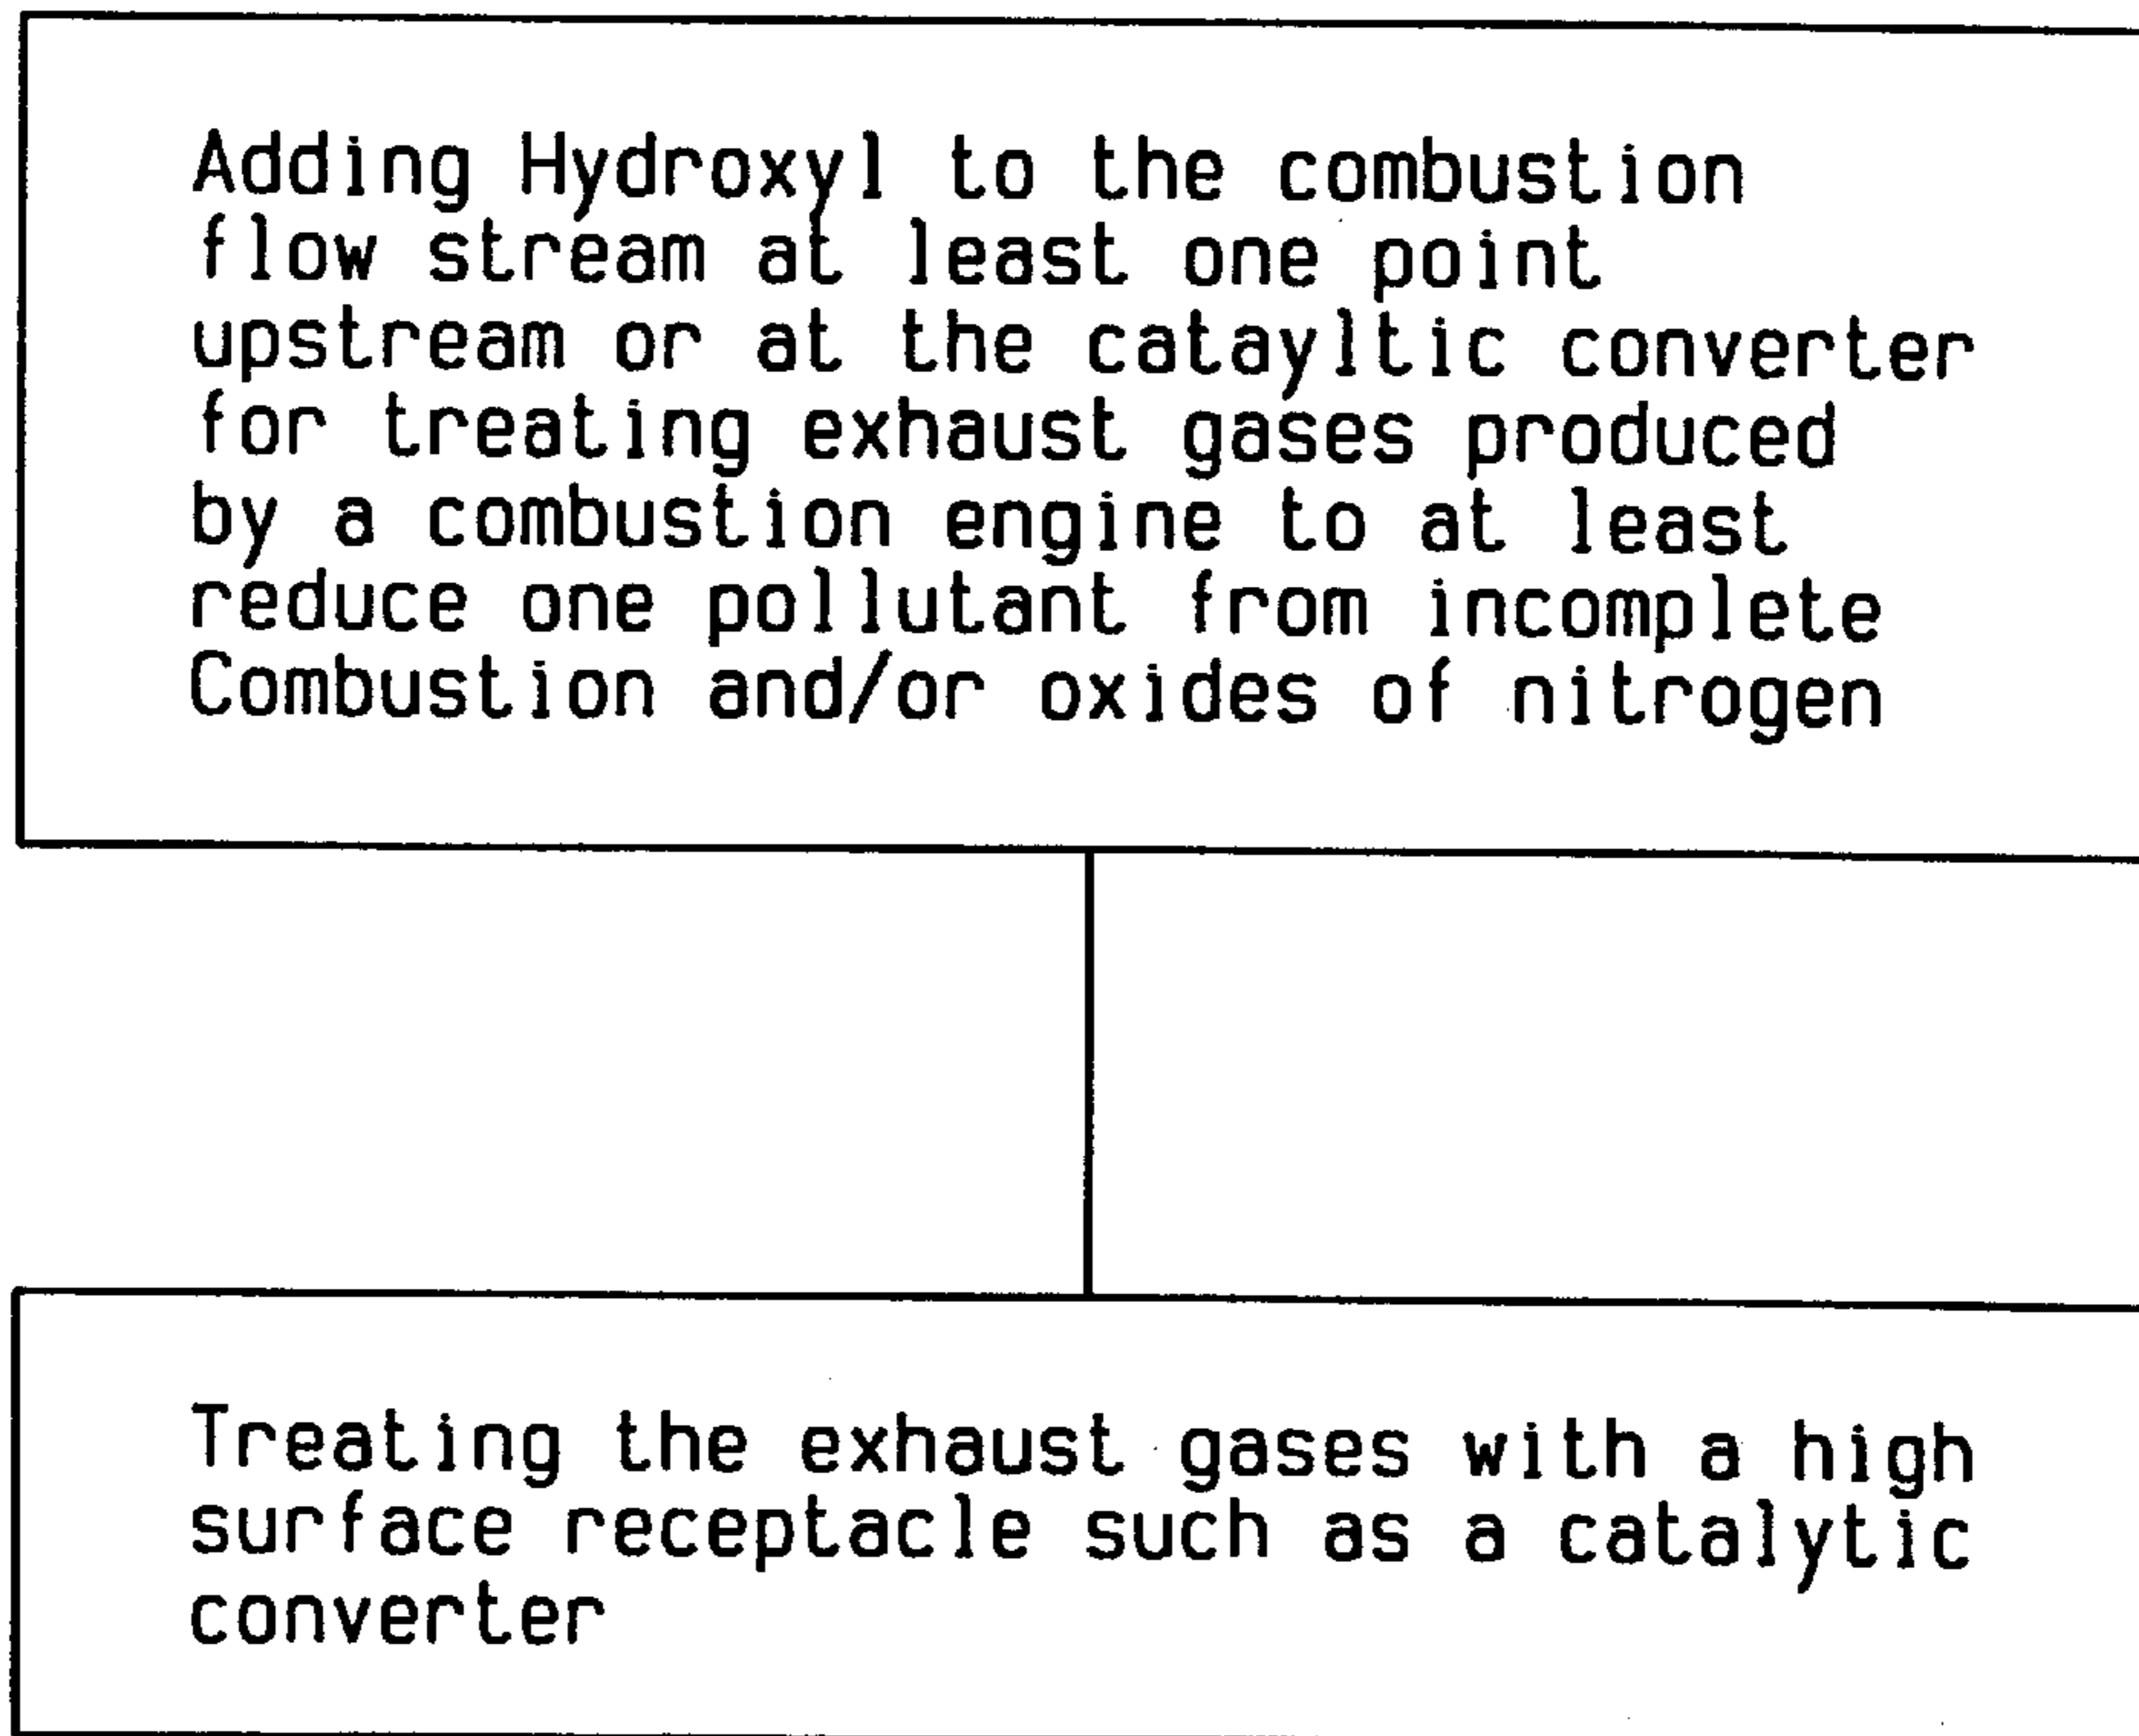 Adding Hydroxyl to the combustion
flow stream at least one point
upstream or at the catayltic converter
for treating exhaust gases produced
by a combustion engine to at least
reduce one pollutant from incomplete
Combustion and/or oxides of nitrogen
Treating the exhaust gases with a high
surface receptacle such as a catalytic
converter